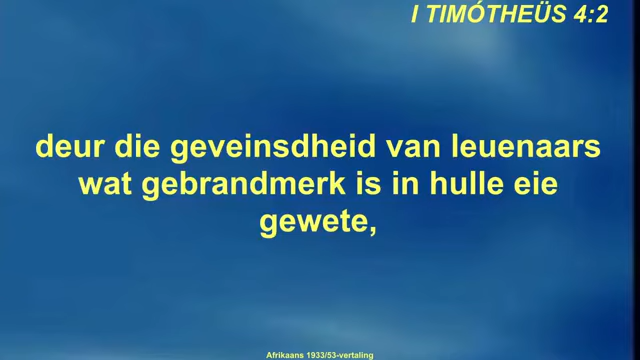 I TIMÓTHEÜS 4:2
deur die geveinsdheid van leuenaars
wat gebrandmerk is in hulle eie
gewete,
Afrikaans 1933/53-vertaling